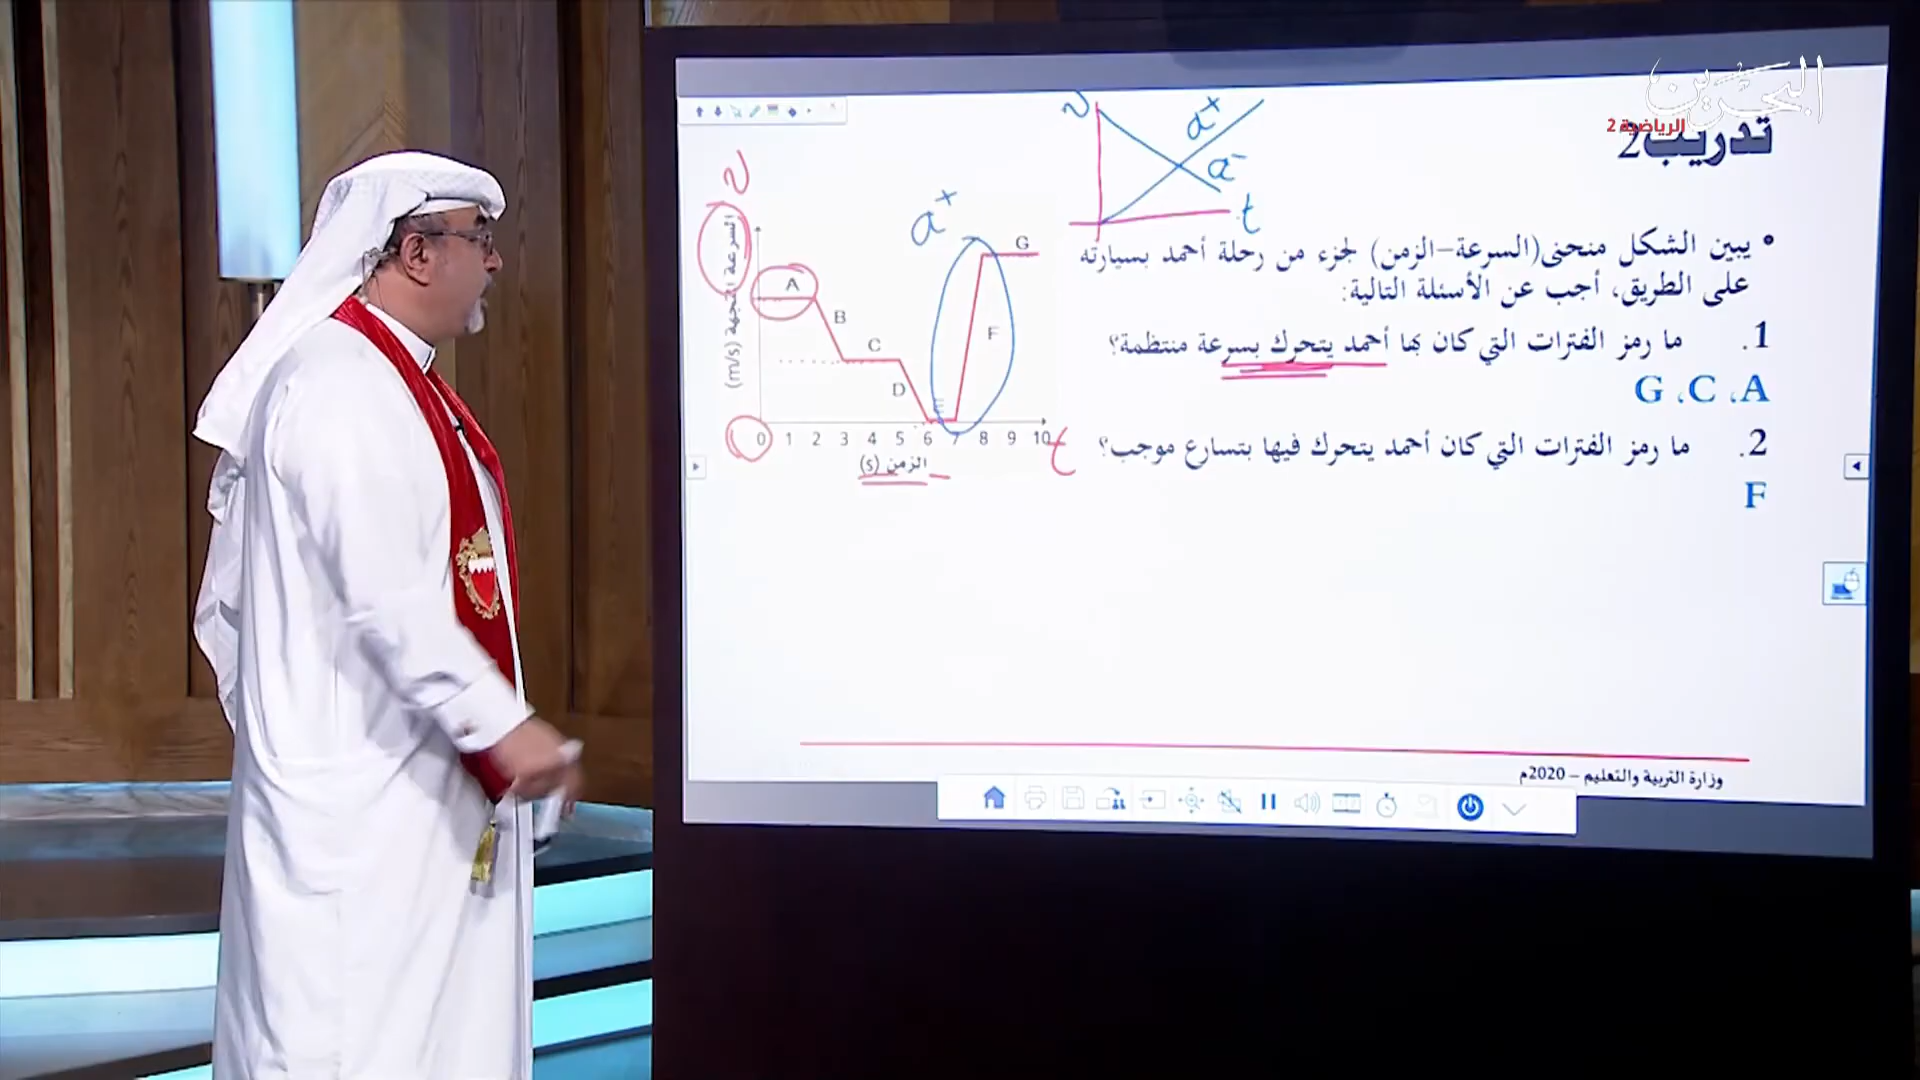 البحرين
الرياضية 2
تدريب2
• يبين الشكل منحنى(السرعة-الزمن) لجزء من رحلة أحمد بسيارته
على الطريق، أجب عن الأسئلة التالية:
1. ما رمز الفترات التي كان بها أحمد يتحرك بسرعة منتظمة؟
G ،C ،A
2. ما رمز الفترات التي كان أحمد يتحرك فيها بتسارع موجب؟
F
v
a+
a-
t
v
a+
السرعة المتجهة (m/s)
A
B
C
D
E
F
G
0 1 2 3 4 5 6 7 8 9 10
t
الزمن (s)
وزارة التربية والتعليم – 2020م